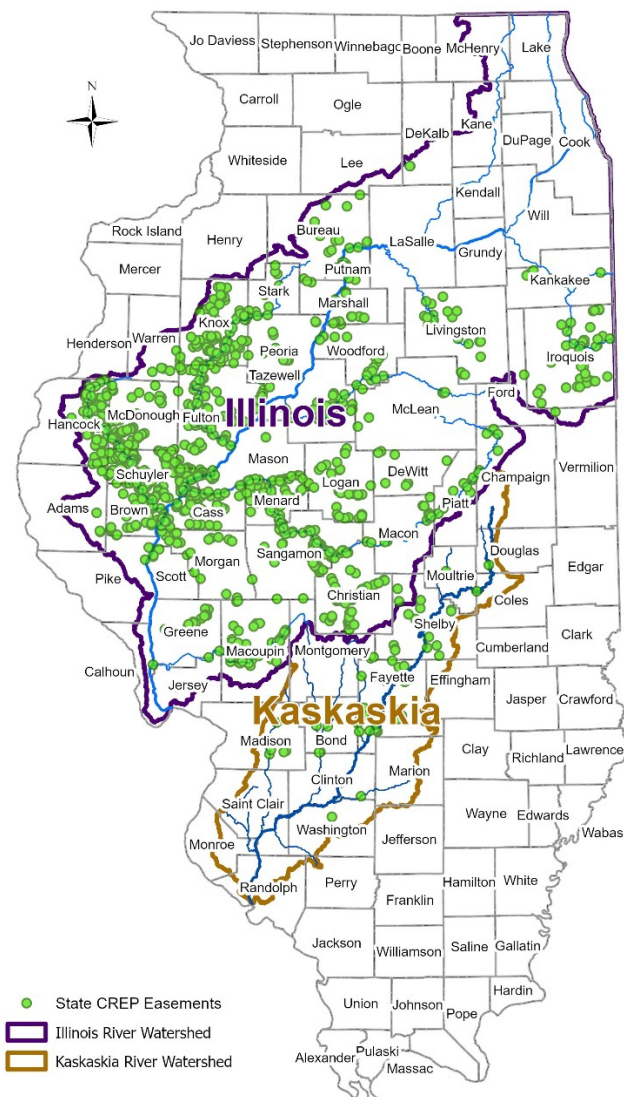 Jo Daviess
Stephenson
Winnebago
Boone
McHenry
Lake
N
Carroll
Ogle
DeKalb
Kane
DuPage
Cook
Whiteside
Lee
Kendall
Will
Rock Island
Henry
Bureau
LaSalle
Grundy
Mercer
Putnam
Kankakee
Stark
Marshall
Knox
Livingston
Henderson
Warren
Peoria
Woodford
Iroquois
Tazewell
Ford
Hancock
McDonough
Fulton
Illinois
McLean
Mason
Schuyler
DeWitt
Champaign
Vermilion
Logan
Adams
Brown
Cass
Menard
Piatt
Macon
Douglas
Morgan
Sangamon
Moultrie
Edgar
Pike
Scott
Christian
Coles
Shelby
Greene
Clark
Macoupin
Montgomery
Cumberland
Calhoun
Jersey
Fayette
Effingham
Jasper
Crawford
Kaskaskia
Madison
Bond
Clay
Richland
Lawrence
Clinton
Marion
Saint Clair
Wayne
Edwards
Wabas
Washington
Monroe
Jefferson
Randolph
Perry
Hamilton
White
Franklin
Jackson
Williamson
Saline
Gallatin
State CREP Easements
Union
Johnson
Pope
Hardin
Illinois River Watershed
Kaskaskia River Watershed
Alexander
Pulaski
Massac